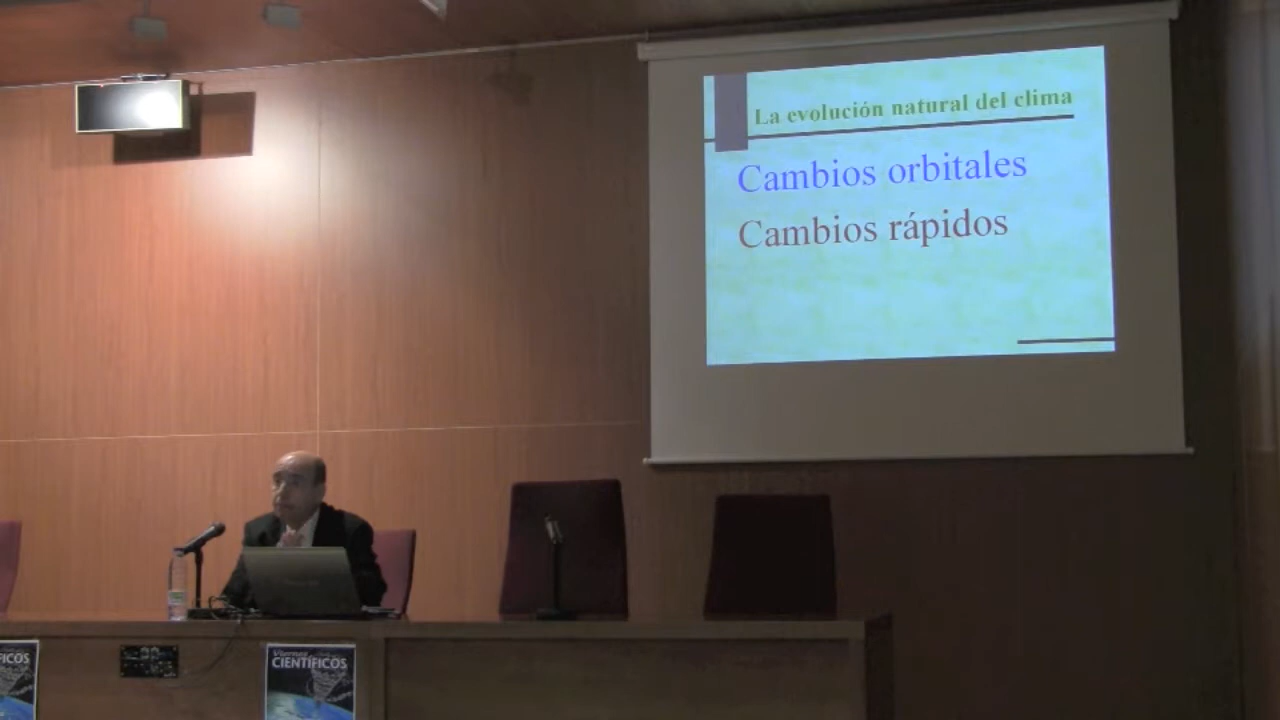 La evolución natural del clima
Cambios orbitales
Cambios rápidos
Viernes
CIENTÍFICOS
FICOS